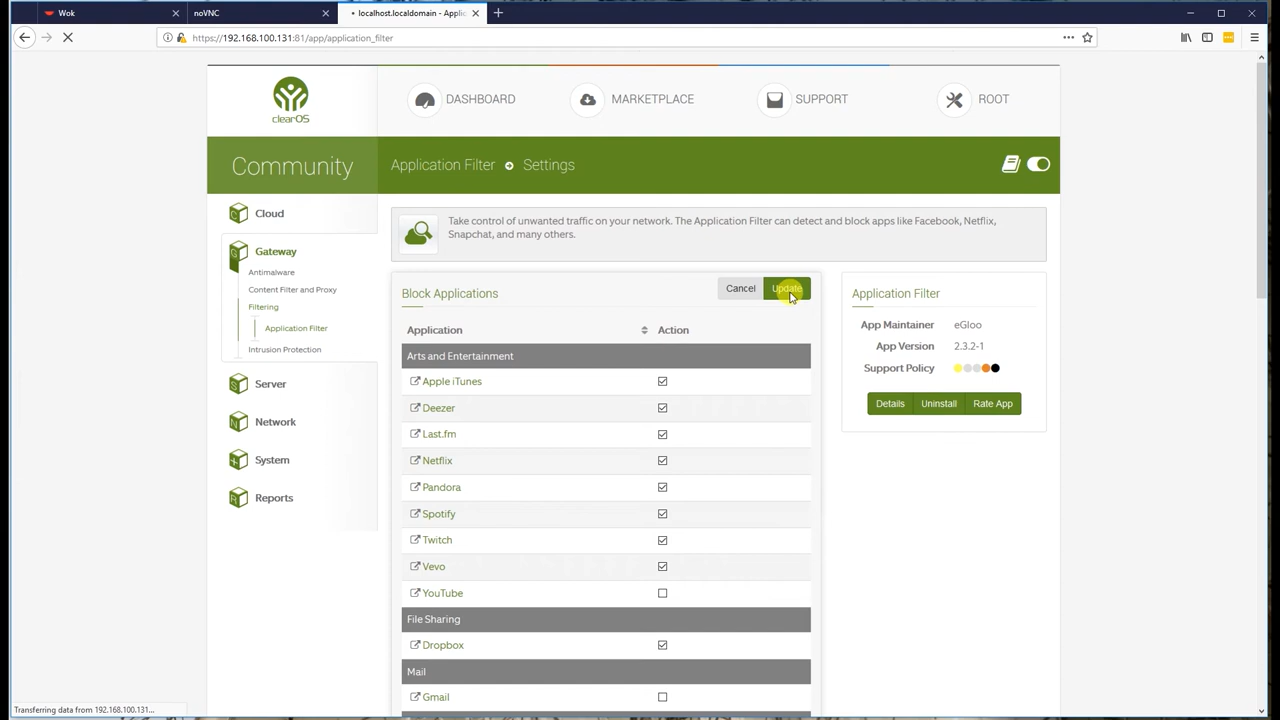 Wok
noVNC
localhost.localdomain - Applic
https://192.168.100.131:81/app/application_filter
clearOS
DASHBOARD
MARKETPLACE
SUPPORT
ROOT
Community
Application Filter
Settings
Cloud
Gateway
Antimalware
Content Filter and Proxy
Filtering
Application Filter
Intrusion Protection
Server
Network
System
Reports
Take control of unwanted traffic on your network. The Application Filter can detect and block apps like Facebook, Netflix,
Snapchat, and many others.
Block Applications
Cancel
Update
Application
Action
Arts and Entertainment
Apple iTunes
Deezer
Last.fm
Netflix
Pandora
Spotify
Twitch
Vevo
YouTube
File Sharing
Dropbox
Mail
Gmail
Application Filter
App Maintainer eGloo
App Version 2.3.2-1
Support Policy
Details
Uninstall
Rate App
Transferring data from 192.168.100.131...